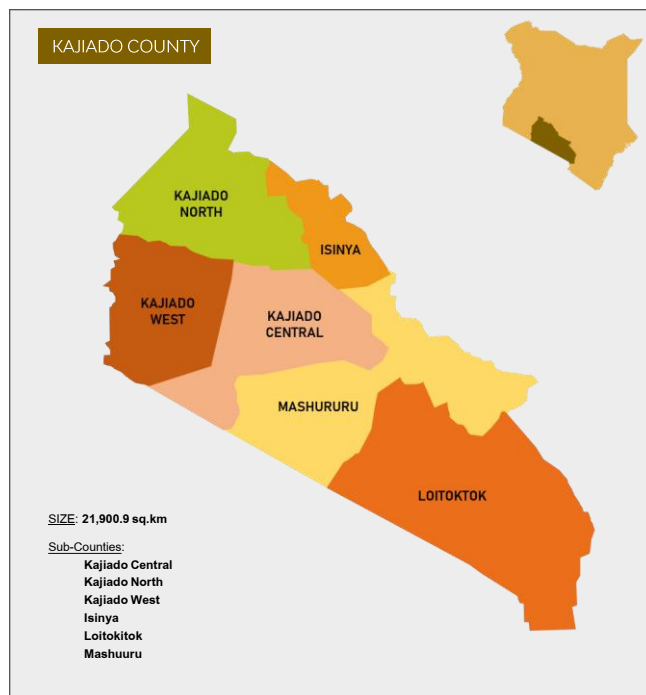 KAJIADO COUNTY
KAJIADO
NORTH
ISINYA
KAJIADO
WEST
KAJIADO
CENTRAL
MASHURURU
LOITOKTOK
SIZE: 21,900.9 sq.km
Sub-Counties:
Kajiado Central
Kajiado North
Kajiado West
Isinya
Loitokitok
Mashuuru